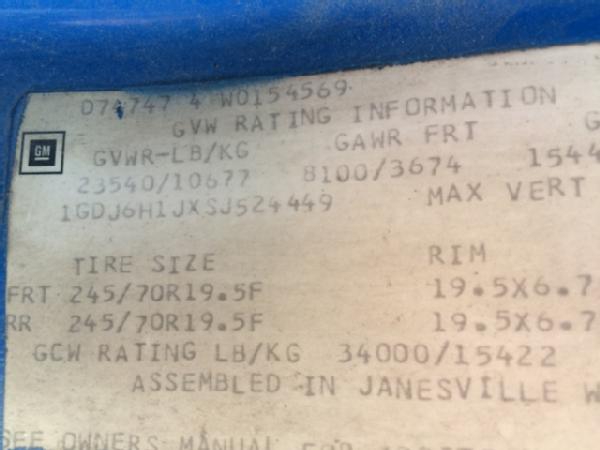 074747 4 W0154569
GVW RATING INFORMATION
GM
GVWR-LB/KG GAWR FRT G
23540/10677 8100/3674 1544
1GDJ6H1JXSJ524449 MAX VERT
TIRE SIZE RIM
FRT 245/70R19.5F 19.5X6.7
RR 245/70R19.5F 19.5X6.7
GCW RATING LB/KG 34000/15422
ASSEMBLED IN JANESVILLE W
SEE OWNERS MANUAL FOR